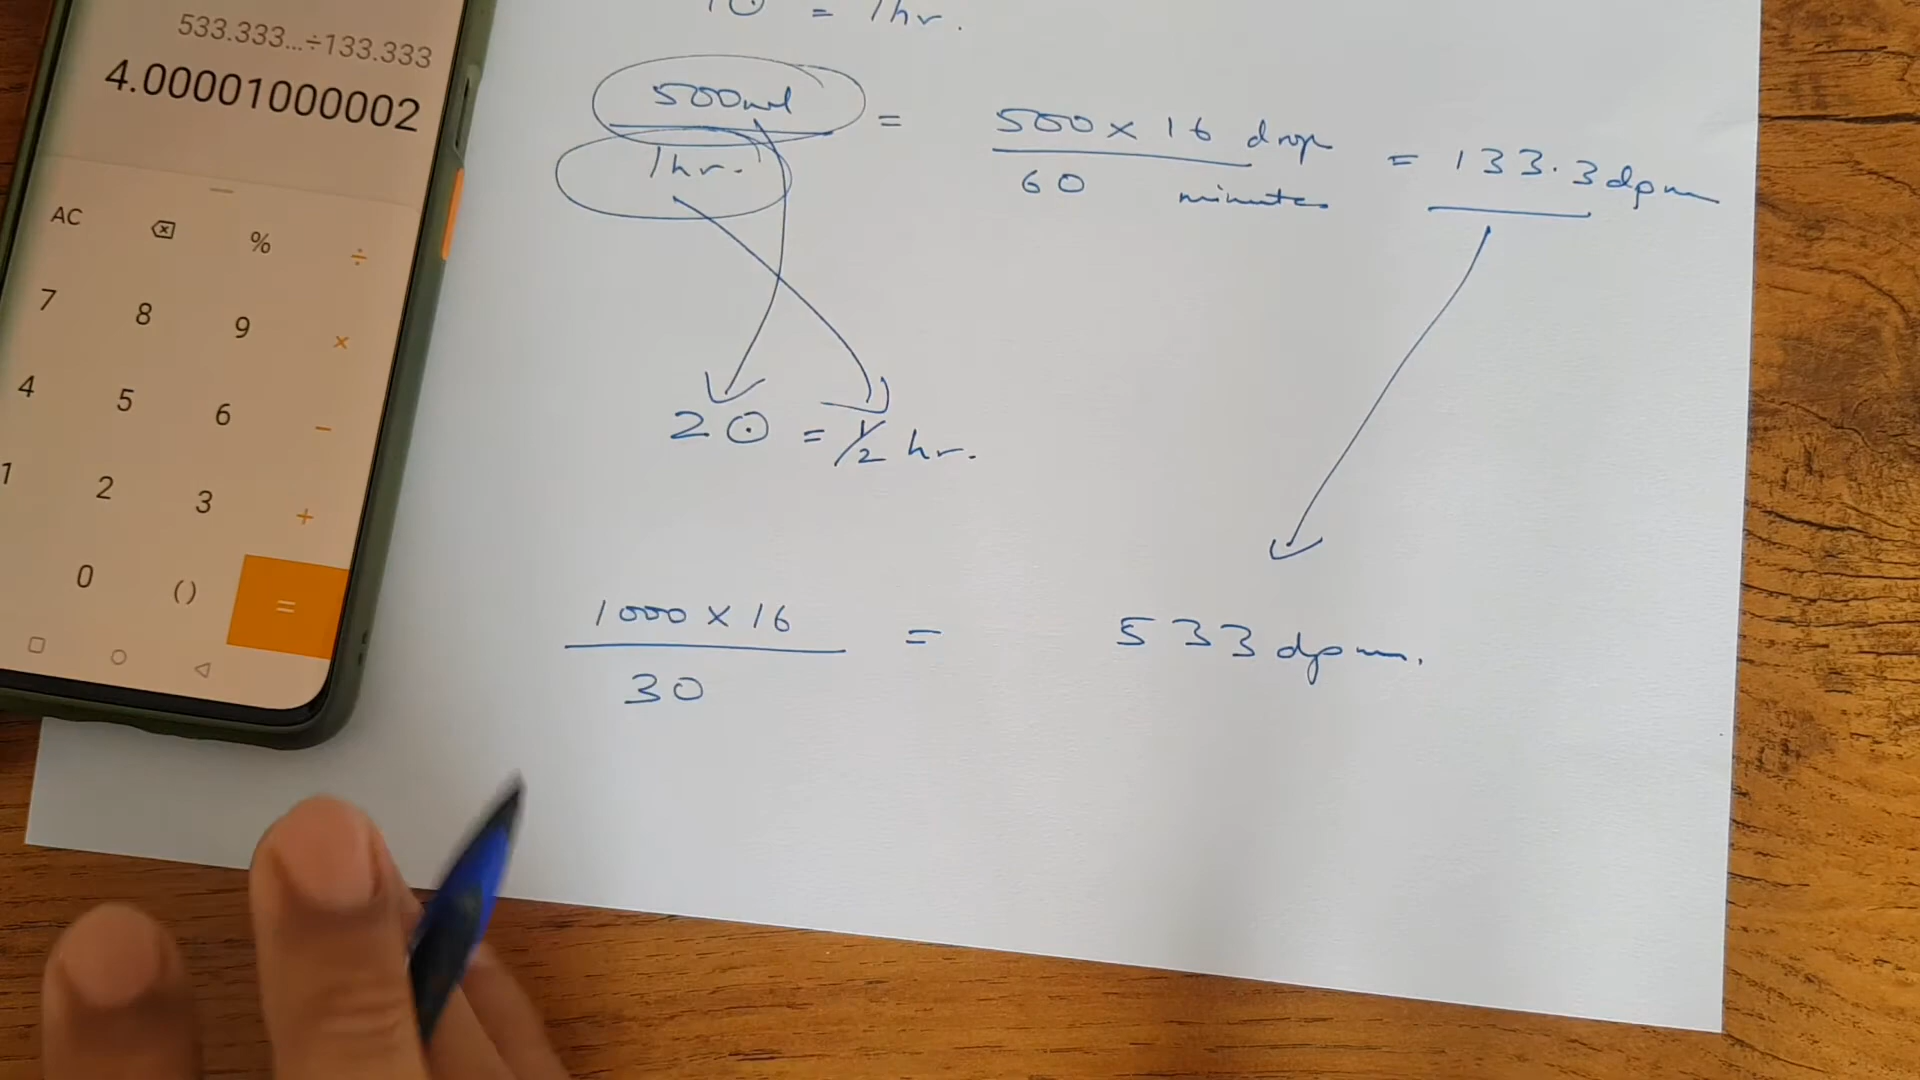 533.333...÷133.333
4.00001000002
AC % ÷
7 8 9 ×
4 5 6 −
1 2 3 +
0 () =
= 1hr.
500ml
1hr.
= 500 × 16 drop
60 minutes
= 133.3 dpm
20 = 1/2 hr.
1000 × 16
30
= 533 dpm.